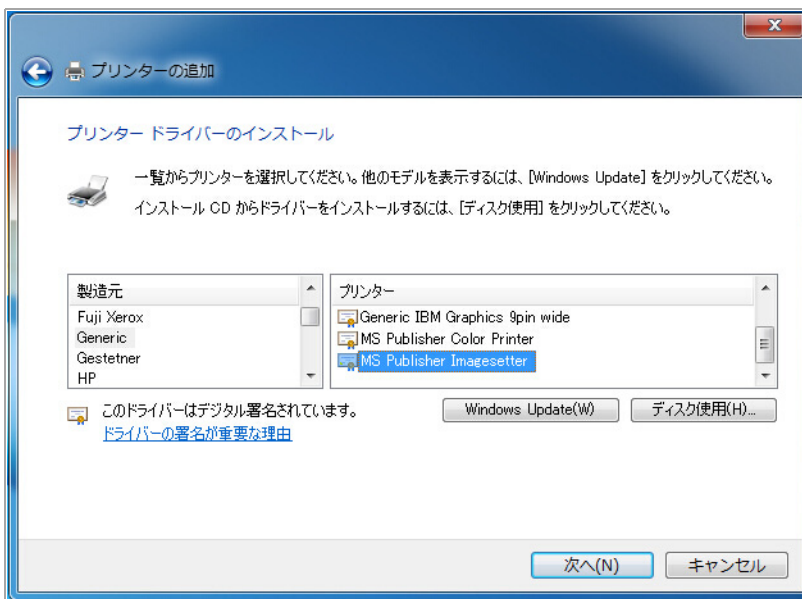 プリンターの追加
プリンター ドライバーのインストール
一覧からプリンターを選択してください。他のモデルを表示するには、[Windows Update] をクリックしてください。
インストール CD からドライバーをインストールするには、[ディスク使用] をクリックしてください。
製造元
Fuji Xerox
Generic
Gestetner
HP
プリンター
Generic IBM Graphics 9pin wide
MS Publisher Color Printer
MS Publisher Imagesetter
このドライバーはデジタル署名されています。
ドライバーの署名が重要な理由
Windows Update(W)
ディスク使用(H)...
次へ(N)
キャンセル